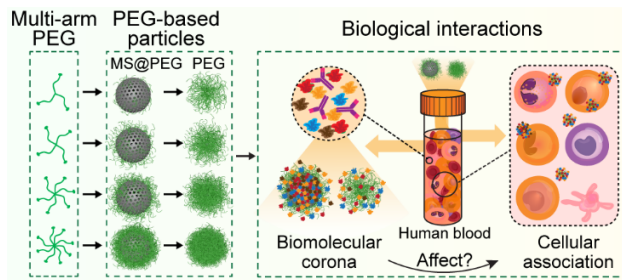 Multi-arm
PEG
PEG-based
particles
MS@PEG PEG
Biological interactions
Biomolecular
corona
Human blood
Affect?
Cellular
association